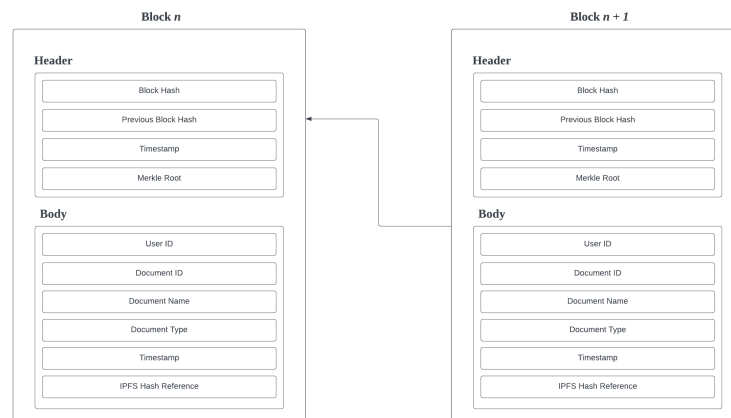 Block n
Header
Block Hash
Previous Block Hash
Timestamp
Merkle Root
Body
User ID
Document ID
Document Name
Document Type
Timestamp
IPFS Hash Reference
Block n + 1
Header
Block Hash
Previous Block Hash
Timestamp
Merkle Root
Body
User ID
Document ID
Document Name
Document Type
Timestamp
IPFS Hash Reference